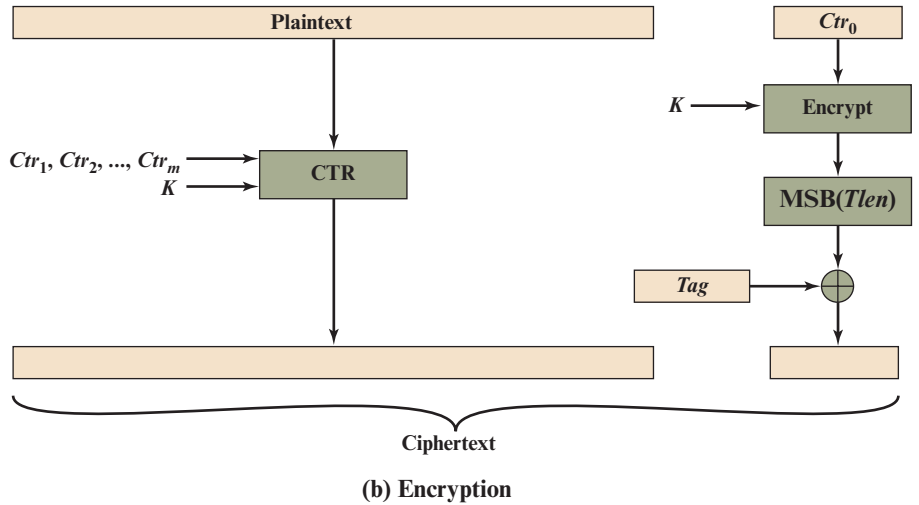 Plaintext
Ctr₀
K
Encrypt
Ctr₁, Ctr₂, ..., Ctrₘ
K
CTR
MSB(Tlen)
Tag
Ciphertext
(b) Encryption